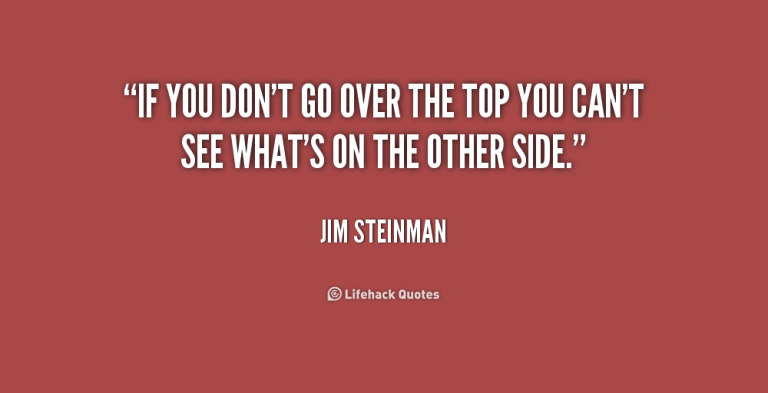 “IF YOU DON’T GO OVER THE TOP YOU CAN’T
SEE WHAT’S ON THE OTHER SIDE.”
JIM STEINMAN
Lifehack Quotes